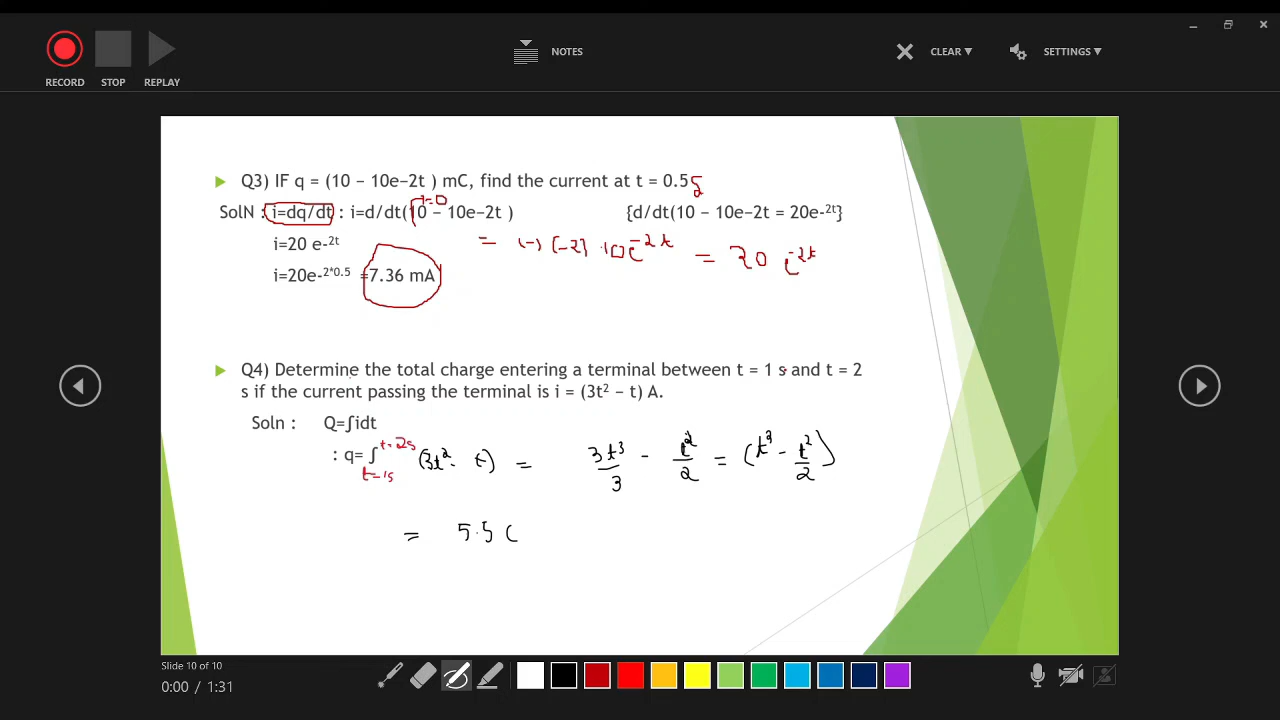 NOTES
CLEAR
SETTINGS
RECORD STOP REPLAY
Q3) IF q = (10 − 10e−2t ) mC, find the current at t = 0.5 s
t=0
SolN : i=dq/dt : i=d/dt(10 − 10e−2t ) {d/dt(10 − 10e−2t = 20e-2t}
i=20 e-2t
= (-) (-2) 10e-2t = 20 e-2t
i=20e-2*0.5 =7.36 mA
Q4) Determine the total charge entering a terminal between t = 1 s and t = 2
s if the current passing the terminal is i = (3t² − t) A.
Soln : Q=∫idt
: q= ∫ t=2s t=1s (3t² - t) = 3t³/3 - t²/2 = (t³ - t²/2)
= 5.5 C
Slide 10 of 10
0:00 / 1:31